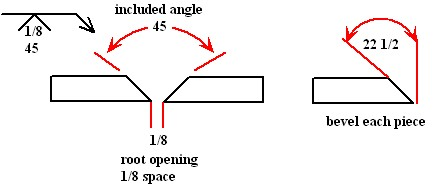 included angle
45
1/8
45
22 1/2
1/8
root opening
1/8 space
bevel each piece